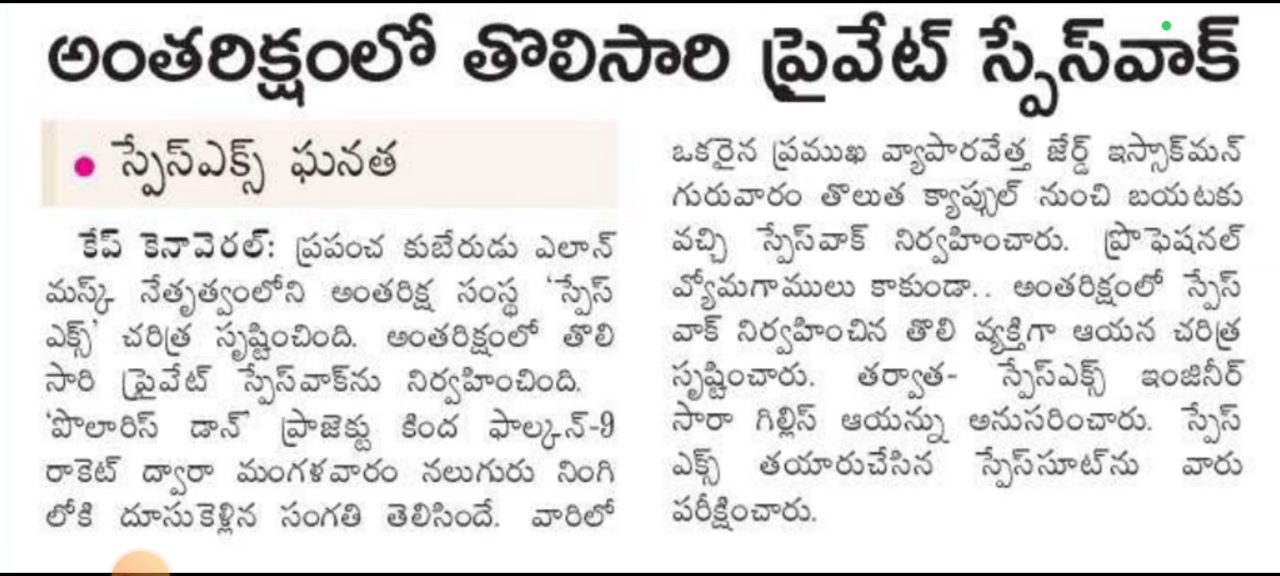 అంతరిక్షంలో తొలిసారి ప్రైవేట్ స్పేస్‌వాక్
• స్పేస్‌ఎక్స్ ఘనత
కేప్ కెనావెరల్: ప్రపంచ కుబేరుడు ఎలాన్
మస్క్ నేతృత్వంలోని అంతరిక్ష సంస్థ ‘స్పేస్
ఎక్స్’ చరిత్ర సృష్టించింది. అంతరిక్షంలో తొలి
సారి ప్రైవేట్ స్పేస్‌వాక్‌ను నిర్వహించింది.
‘పొలారిస్ డాన్’ ప్రాజెక్టు కింద ఫాల్కన్-9
రాకెట్ ద్వారా మంగళవారం నలుగురు నింగి
లోకి దూసుకెళ్లిన సంగతి తెలిసిందే. వారిలో
ఒకరైన ప్రముఖ వ్యాపారవేత్త జేర్డ్ ఇస్సాక్‌మన్
గురువారం తొలుత క్యాప్సుల్ నుంచి బయటకు
వచ్చి స్పేస్‌వాక్ నిర్వహించారు. ప్రొఫెషనల్
వ్యోమగాములు కాకుండా.. అంతరిక్షంలో స్పేస్
వాక్ నిర్వహించిన తొలి వ్యక్తిగా ఆయన చరిత్ర
సృష్టించారు. తర్వాత- స్పేస్‌ఎక్స్ ఇంజినీర్
సారా గిల్లిస్ ఆయన్ను అనుసరించారు. స్పేస్
ఎక్స్ తయారుచేసిన స్పేస్‌సూట్‌ను వారు
పరీక్షించారు.